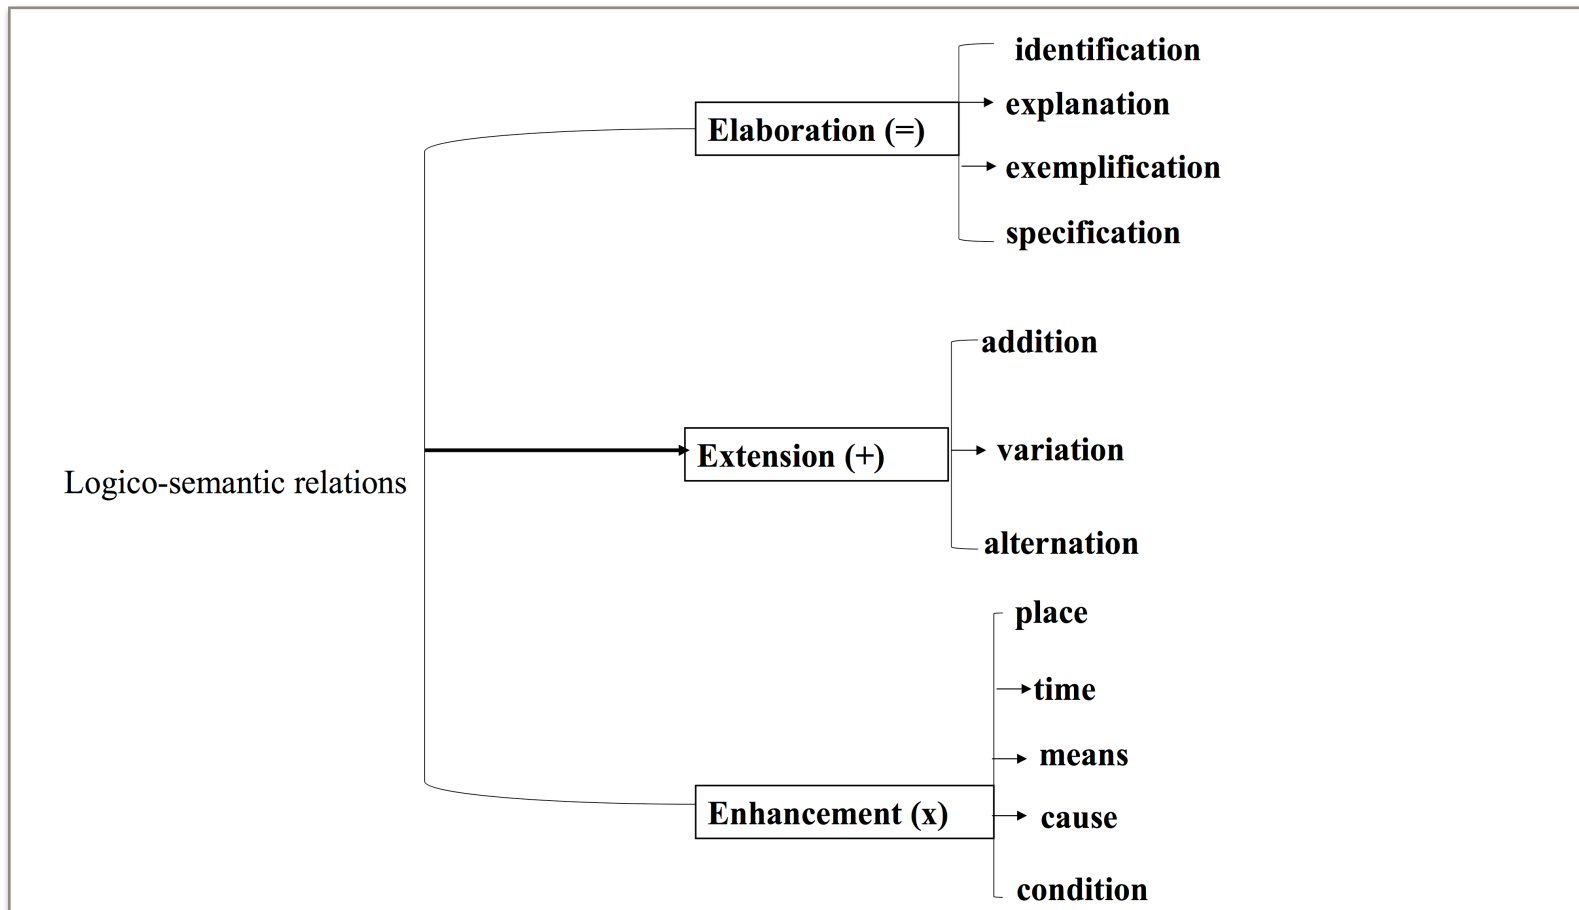 identification
explanation
Elaboration (=)
exemplification
specification
addition
variation
Extension (+)
Logico-semantic relations
alternation
place
time
means
Enhancement (x)
cause
condition